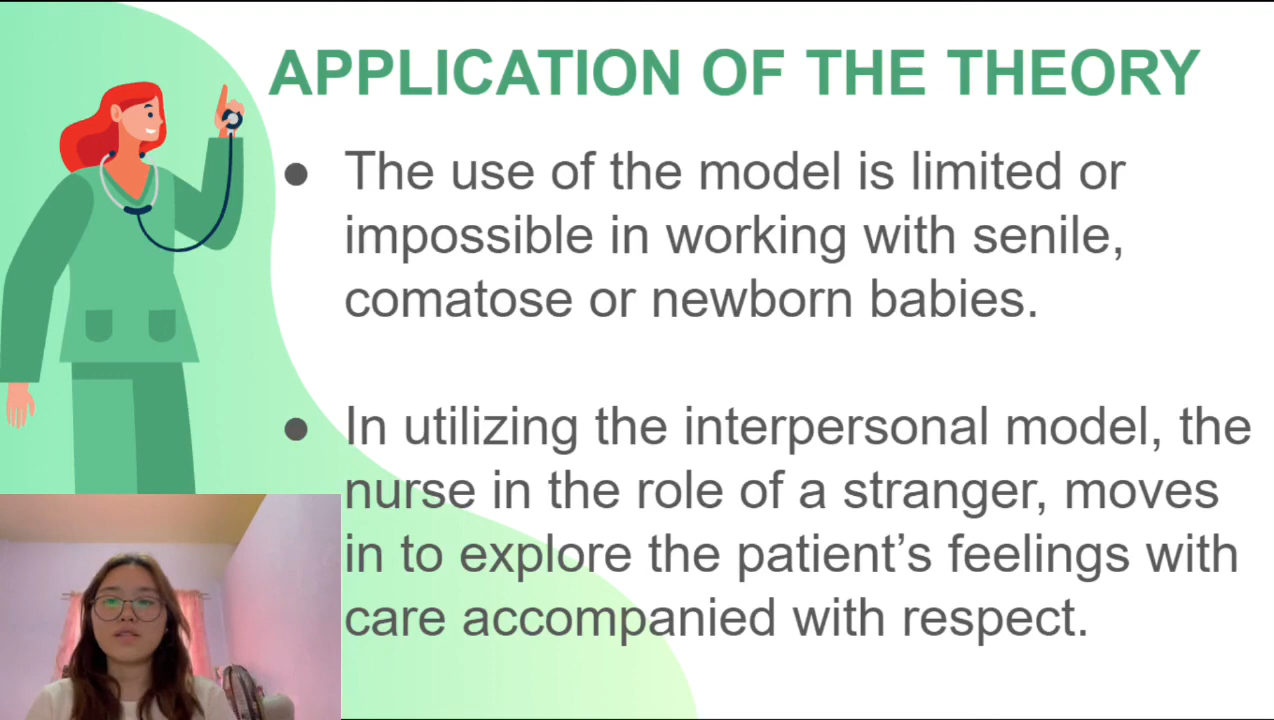 APPLICATION OF THE THEORY
● The use of the model is limited or
impossible in working with senile,
comatose or newborn babies.
● In utilizing the interpersonal model, the
nurse in the role of a stranger, moves
in to explore the patient’s feelings with
care accompanied with respect.